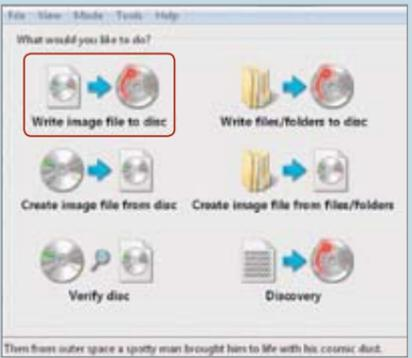 File View Mode Tools Help
What would you like to do?
Write image file to disc
Write files/folders to disc
Create image file from disc
Create image file from files/folders
Verify disc
Discovery
Then from outer space a spotty man brought him to life with his cosmic dust.